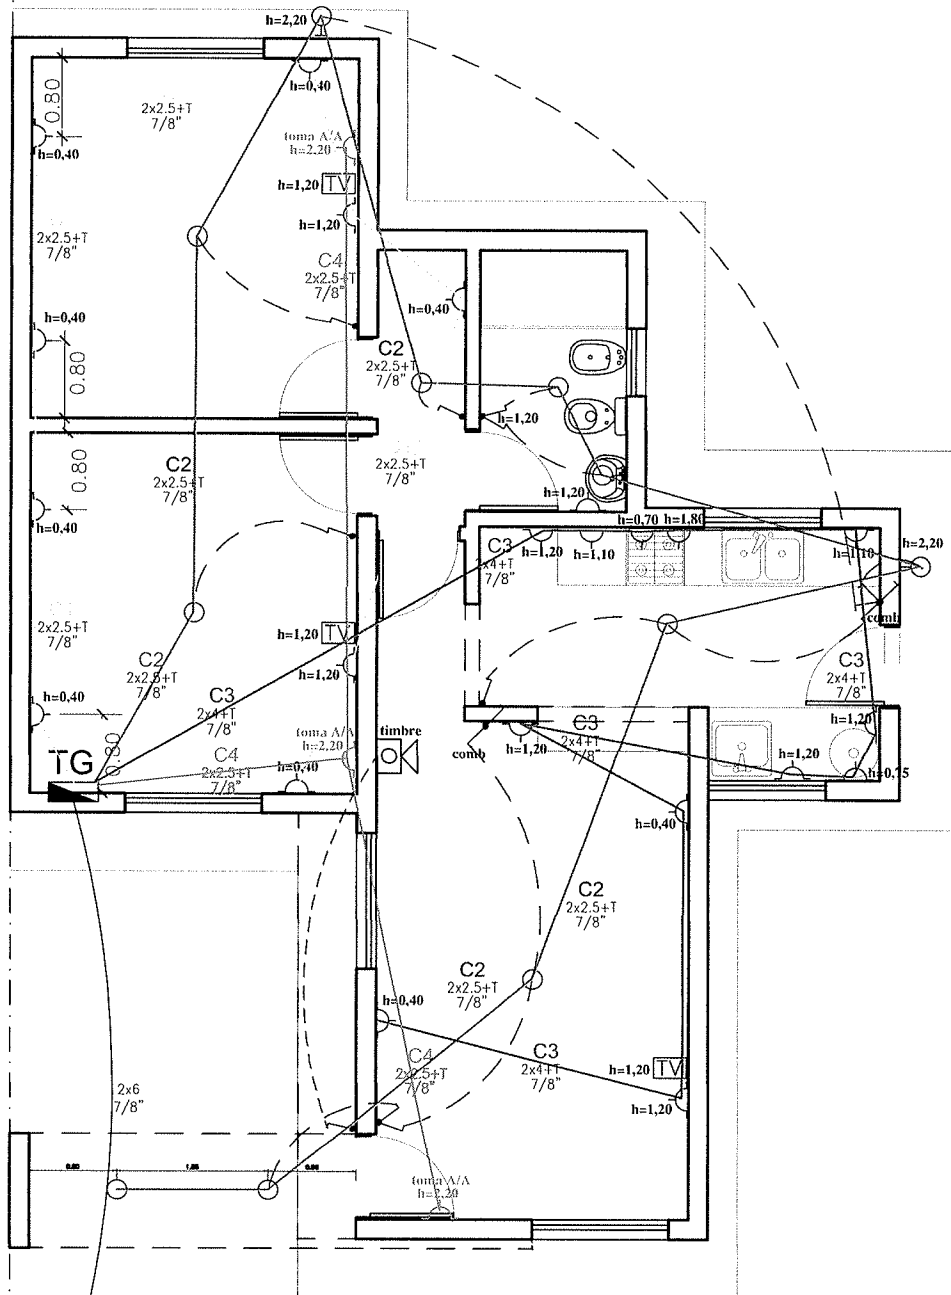 h=2,20
h=0,40
0.80
2x2.5+T
7/8"
h=0,40
toma A/A
h=2,20
h=1,20 TV
h=1,20
2x2.5+T
7/8"
C4
2x2.5+T
7/8"
h=0,40
h=0,40
0.80
C2
2x2.5+T
7/8"
h=1,20
0.80
C2
2x2.5+T
7/8"
2x2.5+T
7/8"
h=0,40
h=1,20
h=0,70
h=1,80
h=1,20
h=1,10
h=1,10
h=2,20
C3
2x4+T
7/8"
comb
2x2.5+T
7/8"
h=1,20 TV
h=1,20
C2
2x2.5+T
7/8"
C3
2x4+T
7/8"
C3
2x4+T
7/8"
h=0,40
0.80
toma A/A
h=2,20
timbre
comb
h=1,20
C3
2x4+T
7/8"
h=1,20
h=1,20
h=0,75
TG
C4
2x2.5+T
7/8"
h=0,40
h=0,40
C2
2x2.5+T
7/8"
C2
2x2.5+T
7/8"
h=0,40
C4
2x2.5+T
7/8"
C3
2x4+T
7/8"
h=1,20 TV
h=1,20
2x6
7/8"
toma A/A
h=2,20